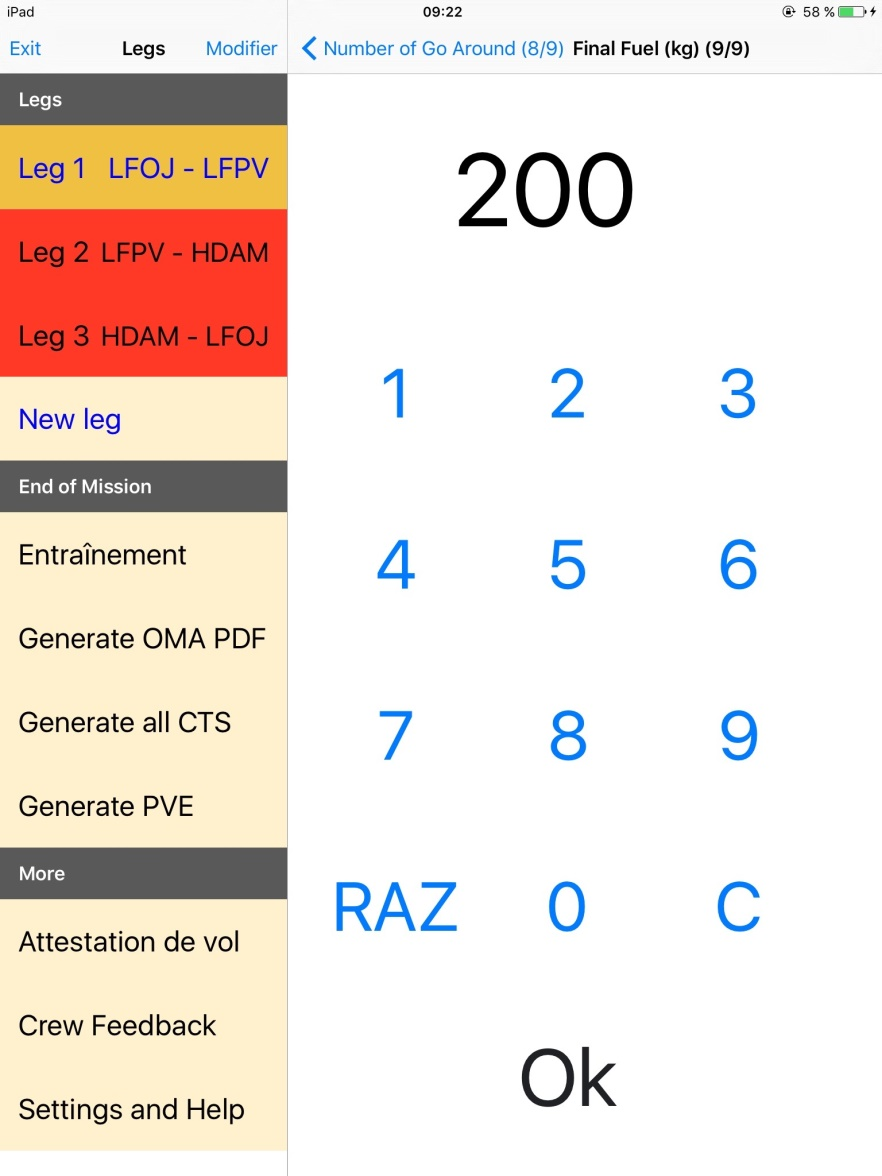 iPad 09:22 58 %
Exit Legs Modifier Number of Go Around (8/9) Final Fuel (kg) (9/9)
Legs
Leg 1 LFOJ - LFPV
Leg 2 LFPV - HDAM
Leg 3 HDAM - LFOJ
New leg
End of Mission
Entraînement
Generate OMA PDF
Generate all CTS
Generate PVE
More
Attestation de vol
Crew Feedback
Settings and Help
200
1 2 3
4 5 6
7 8 9
RAZ 0 C
Ok